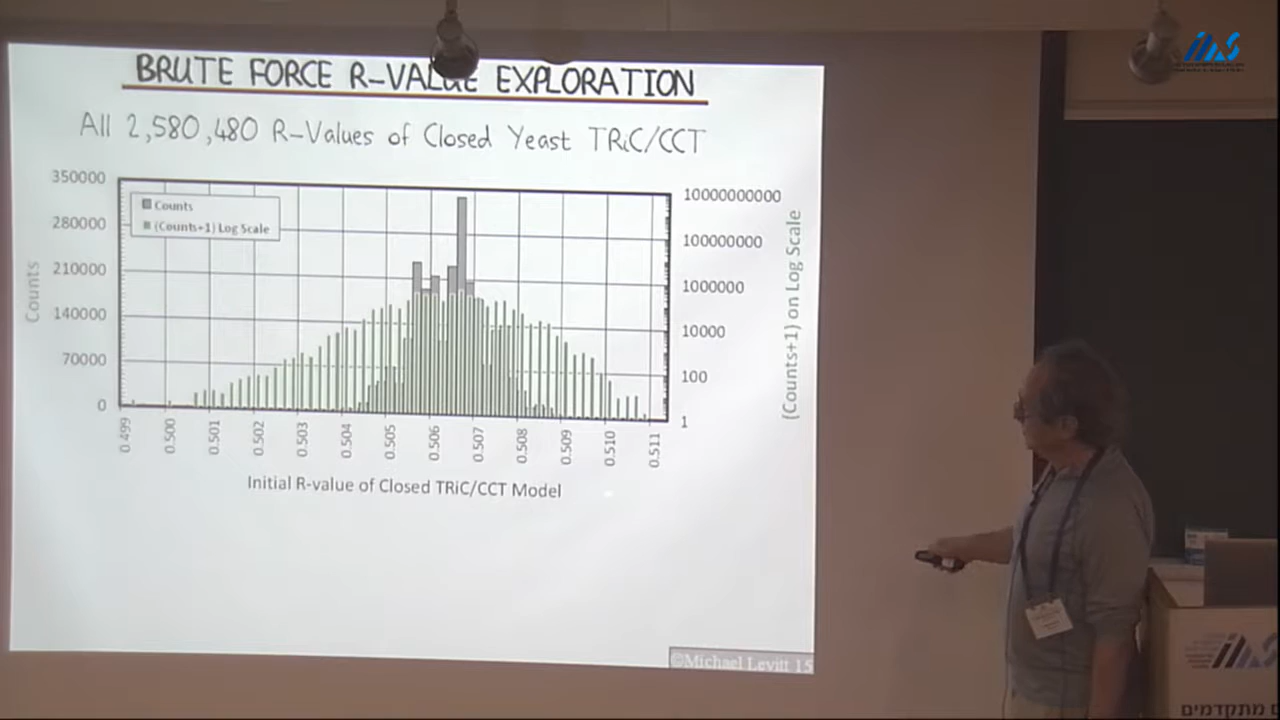 BRUTE FORCE R-VALUE EXPLORATION
All 2,580,480 R-Values of Closed Yeast TRiC/CCT
350000
280000
210000
140000
70000
0
Counts
Counts
(Counts+1) Log Scale
10000000000
100000000
1000000
10000
100
1
(Counts+1) on Log Scale
0.499
0.500
0.501
0.502
0.503
0.504
0.505
0.506
0.507
0.508
0.509
0.510
0.511
Initial R-value of Closed TRiC/CCT Model
©Michael Levitt 15
IIAS
מתקדמים